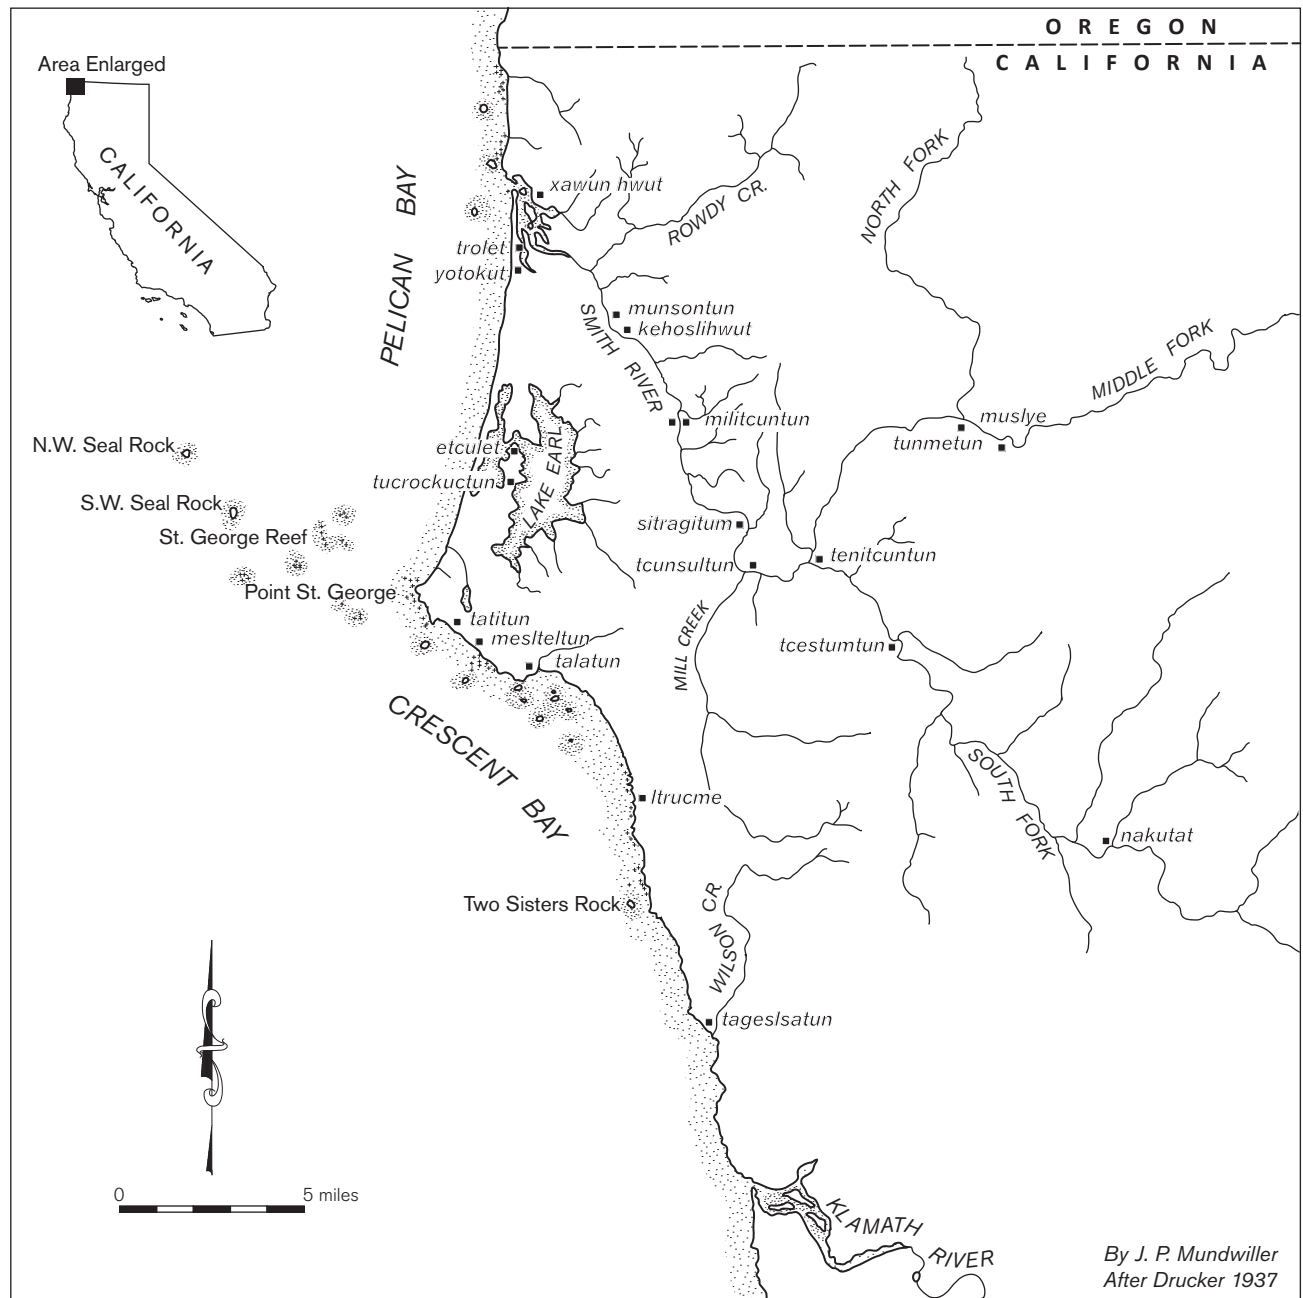 OREGON
CALIFORNIA
Area Enlarged
CALIFORNIA
PELICAN BAY
xawun hwut
ROWDY CR.
NORTH FORK
trolet
yotokut
munsontun
kehoslihwut
SMITH RIVER
MIDDLE FORK
militcuntun
muslye
tunmetun
N.W. Seal Rock
etculet
tucrockuctun
LAKE EARL
S.W. Seal Rock
St. George Reef
sitragitum
tcunsultun
tenitcuntun
Point St. George
tatitun
meslteltun
talatun
MILL CREEK
tcestumtun
CRESCENT BAY
SOUTH FORK
ltrucme
nakutat
Two Sisters Rock
WILSON CR.
tageslsatun
0 5 miles
KLAMATH RIVER
By J. P. Mundwiller
After Drucker 1937